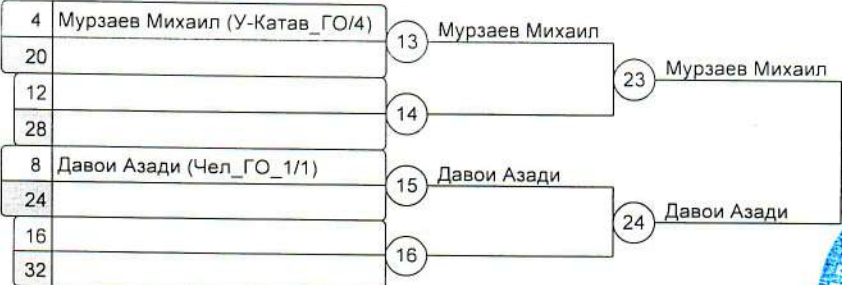 4 Мурзаев Михаил (У-Катав_ГО/4)
20
13 Мурзаев Михаил
12
28
14
23 Мурзаев Михаил
8 Давои Азади (Чел_ГО_1/1)
24
15 Давои Азади
16
32
16
24 Давои Азади